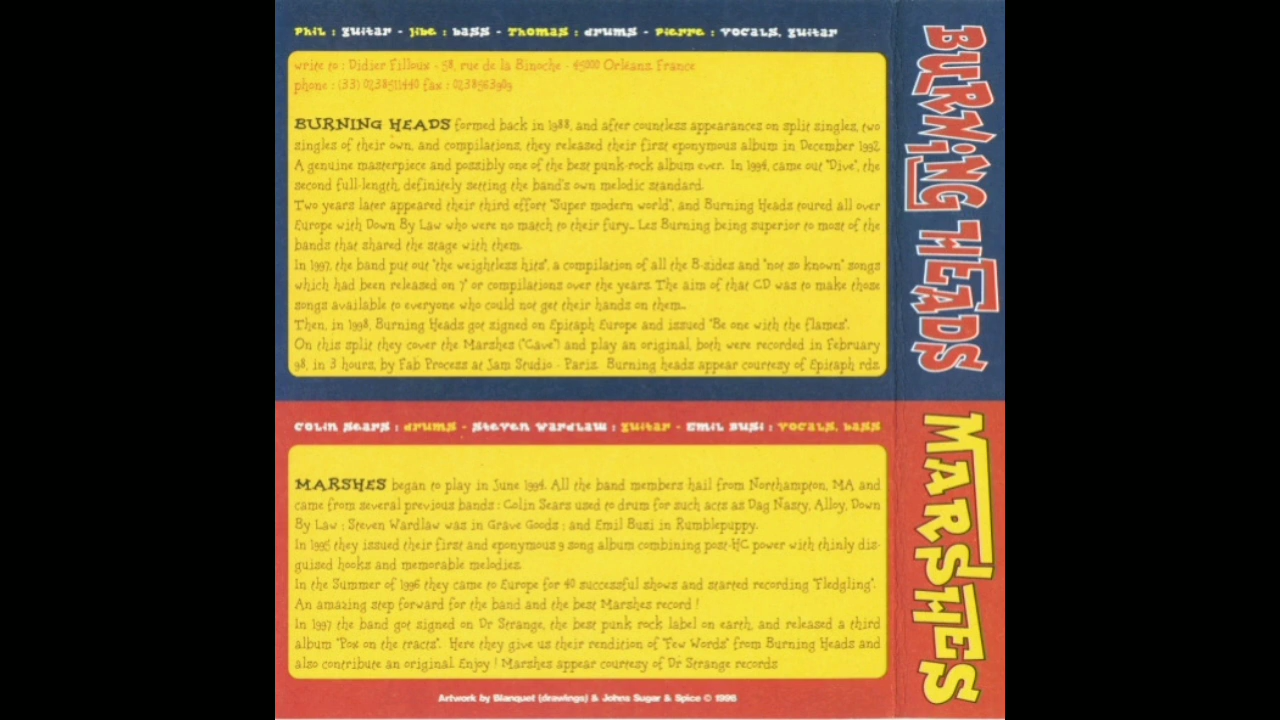 Phil : guitar - Jibe : bass - Thomas : drums - Pierre : vocals, guitar
write to : Didier Filloux - 58, rue de la Binoche - 45000 Orléans France
phone : (33) 0238511440 fax : 0238563989
BURNING HEADS formed back in 1988, and after countless appearances on split singles, two
singles of their own, and compilations, they released their first eponymous album in December 1992.
A genuine masterpiece and possibly one of the best punk-rock album ever. In 1994, came out "Dive", the
second full-length, definitely setting the band's own melodic standard.
Two years later appeared their third effort "Super modern world", and Burning Heads toured all over
Europe with Down By Law who were no match to their fury... Les Burning being superior to most of the
bands that shared the stage with them.
In 1997, the band put out "the weightless hits", a compilation of all the B-sides and "not so known" songs
which had been released on 7" or compilations over the years. The aim of that CD was to make those
songs available to everyone who could not get their hands on them...
Then, in 1998, Burning Heads got signed on Epitaph Europe and issued "Be one with the flames".
On this split they cover the Marshes ("Cave") and play an original, both were recorded in February
98, in 3 hours, by Fab Process at Jam Studio - Paris. Burning heads appear courtesy of Epitaph rdz
BURNING HEADS
Colin Sears : drums - Steven Wardlaw : guitar - Emil Busi : vocals, bass
MARSHES began to play in June 1994. All the band members hail from Northampton, MA and
came from several previous bands : Colin Sears used to drum for such acts as Dag Nasty, Alloy, Down
By Law ; Steven Wardlaw was in Grave Goods ; and Emil Busi in Rumblepuppy.
In 1995 they issued their first and eponymous 9 song album combining post-HC power with thinly dis-
guised hooks and memorable melodies.
In the Summer of 1996 they came to Europe for 40 successful shows and started recording "Fledgling".
An amazing step forward for the band and the best Marshes record !
In 1997 the band got signed on Dr Strange, the best punk rock label on earth, and released a third
album "Pox on the tracts". Here they give us their rendition of "Few Words" from Burning Heads and
also contribute an original. Enjoy ! Marshes appear courtesy of Dr Strange records
MARSHES
Artwork by Blanquet (drawings) & Johns Sugar & Spice © 1998